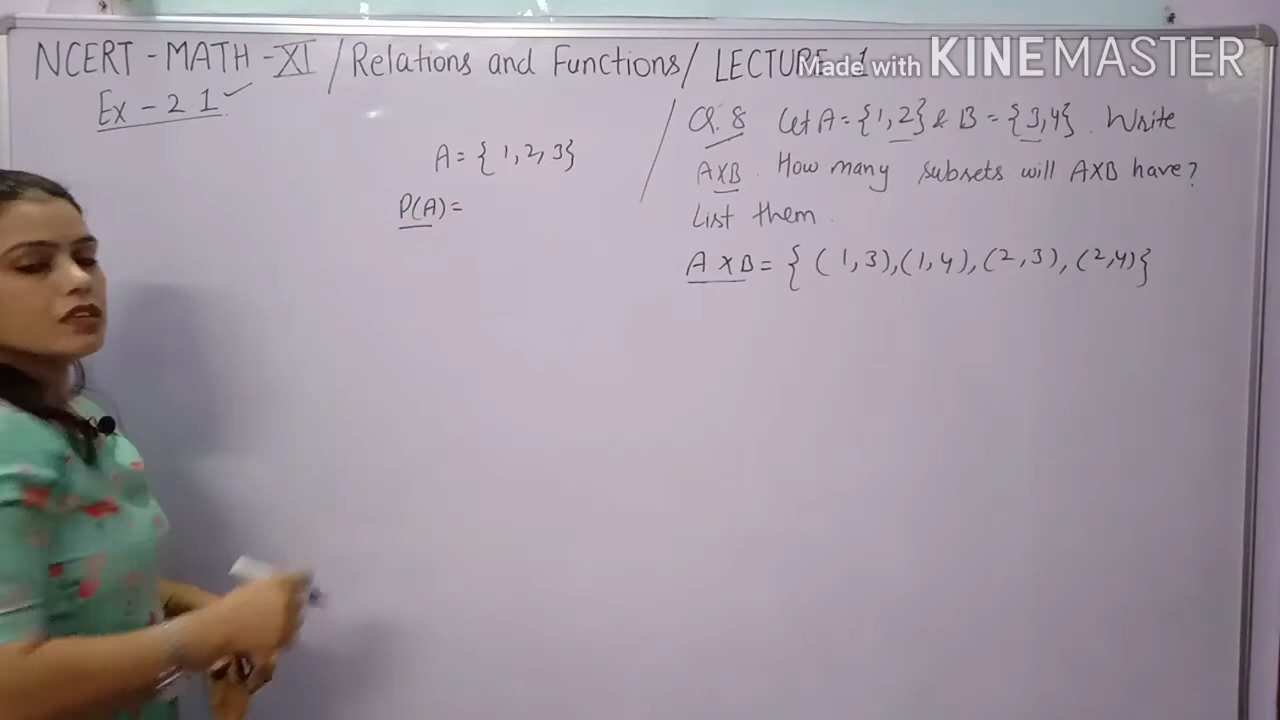 NCERT - MATH - XI / Relations and Functions / LECTURE 1
Made with KINEMASTER
Ex - 2 1 ✓
A = { 1, 2, 3}
P(A) =
Q. 8 Let A = {1, 2} & B = {3,4}. Write
A×B. How many subsets will A×B have?
List them.
A × B = { (1, 3), (1, 4), (2, 3), (2,4)}